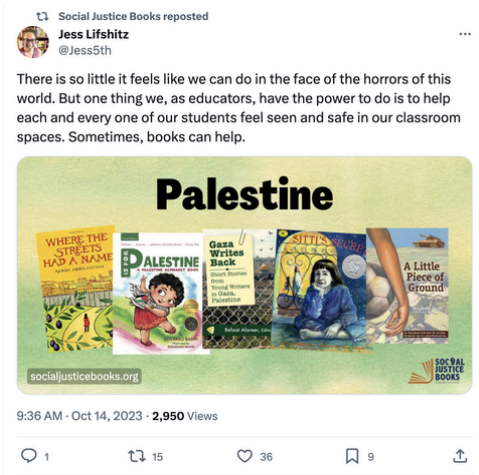 Social Justice Books reposted
Jess Lifshitz
@Jess5th
There is so little it feels like we can do in the face of the horrors of this
world. But one thing we, as educators, have the power to do is to help
each and every one of our students feel seen and safe in our classroom
spaces. Sometimes, books can help.
Palestine
WHERE THE
STREETS
HAD A NAME
PALESTINE
A PALESTINE ALPHABET BOOK
Gaza
Writes
Back
Short Stories
from
Young Writers
in Gaza,
Palestine
SITTI'S SECRE
A Little
Piece of
Ground
socialjusticebooks.org
SOCIAL
JUSTICE
BOOKS
9:36 AM · Oct 14, 2023 · 2,950 Views
1
15
36
9